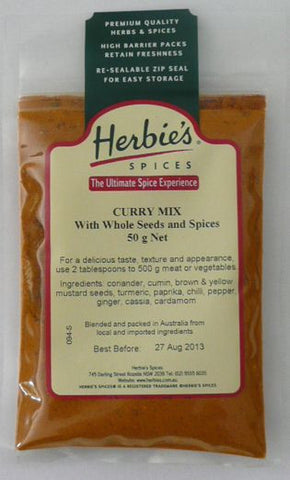 PREMIUM QUALITY
HERBS & SPICES
HIGH BARRIER PACKS
RETAIN FRESHNESS
RE-SEALABLE ZIP SEAL
FOR EASY STORAGE
Herbie's®
SPICES
The Ultimate Spice Experience
CURRY MIX
With Whole Seeds and Spices
50 g Net
For a delicious taste, texture and appearance,
use 2 tablespoons to 500 g meat or vegetables
Ingredients: coriander, cumin, brown & yellow
mustard seeds, turmeric, paprika, chilli, pepper
ginger, cassia, cardamom
094-5
Blended and packed in Australia from
local and imported ingredients.
Best Before: 27 Aug 2013
Herbie's Spices
745 Darling Street Rozelle NSW 2039 Tel: (02) 9555 6035
Website: www.herbies.com.au
HERBIE'S SPICES® IS A REGISTERED TRADEMARK ®HERBIE'S SPICES